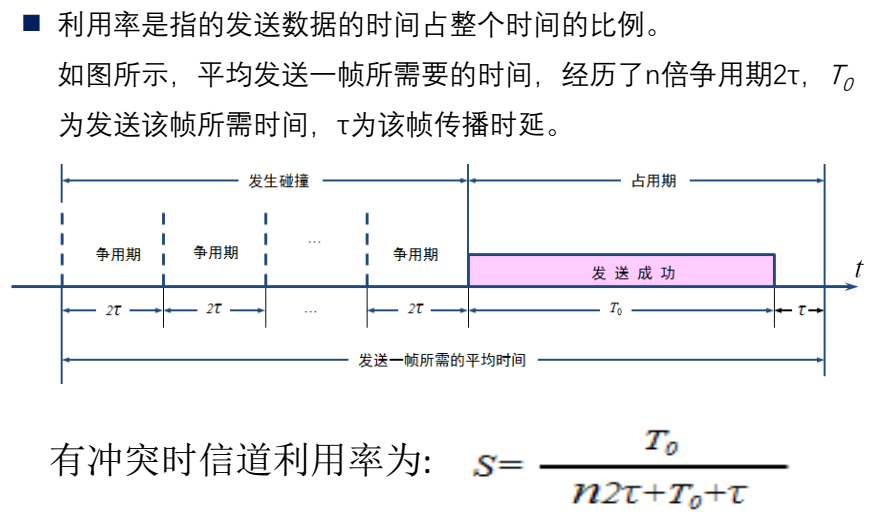 ■ 利用率是指的发送数据的时间占整个时间的比例。
如图所示，平均发送一帧所需要的时间，经历了n倍争用期2τ，T₀
为发送该帧所需时间，τ为该帧传播时延。
发生碰撞 占用期
争用期 争用期 … 争用期 发 送 成 功 t
2τ 2τ … 2τ T₀ τ
发送一帧所需的平均时间
有冲突时信道利用率为: S= T₀ / n2τ+T₀+τ